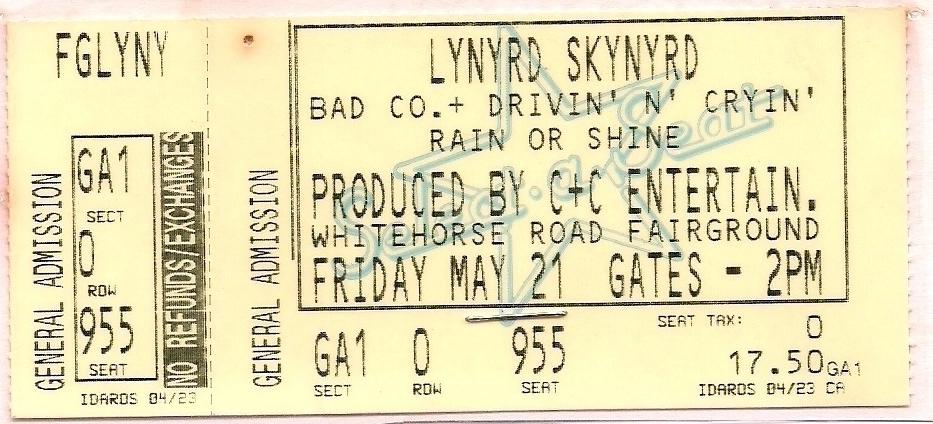 FGLYNY
GENERAL ADMISSION
GA1
SECT
0
ROW
955
SEAT
NO REFUNDS/EXCHANGES
IDARDS 04/23
GENERAL ADMISSION
LYNYRD SKYNYRD
BAD CO.+ DRIVIN' N' CRYIN'
RAIN OR SHINE
PRODUCED BY C+C ENTERTAIN.
WHITEHORSE ROAD FAIRGROUND
FRIDAY MAY 21 GATES - 2PM
GA1 0 955
SECT ROW SEAT
SEAT TAX: 0
17.50GA1
IDARDS 04/23 CA
Select-a-Seat